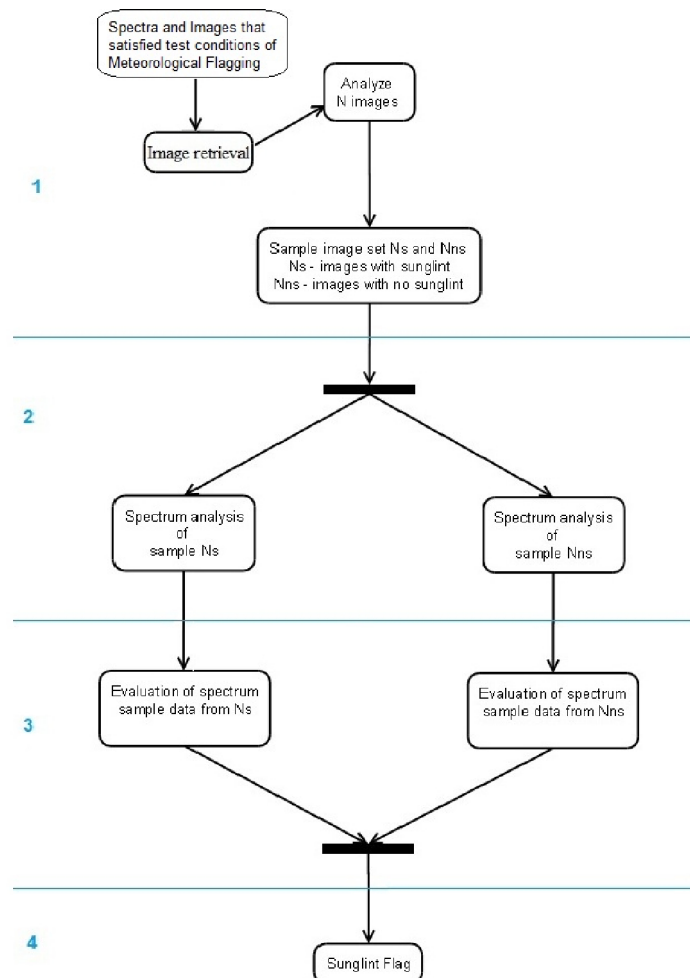 Spectra and Images that
satisfied test conditions of
Meteorological Flagging
Analyze
N images
Image retrieval
1
Sample image set Ns and Nns
Ns - images with sunglint
Nns - images with no sunglint
2
Spectrum analysis
of
sample Ns
Spectrum analysis
of
sample Nns
3
Evaluation of spectrum
sample data from Ns
Evaluation of spectrum
sample data from Nns
4
Sunglint Flag